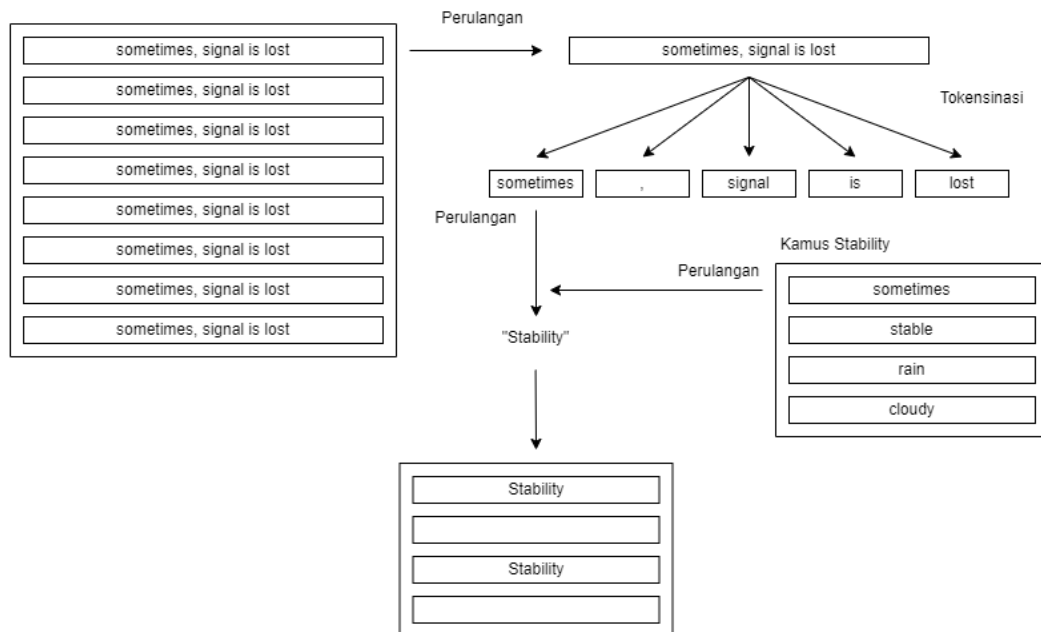 Perulangan
sometimes, signal is lost
sometimes, signal is lost
sometimes, signal is lost
sometimes, signal is lost
sometimes, signal is lost
sometimes, signal is lost
sometimes, signal is lost
sometimes, signal is lost
sometimes, signal is lost
Tokensinasi
sometimes
,
signal
is
lost
Perulangan
Kamus Stability
Perulangan
sometimes
stable
rain
cloudy
"Stability"
Stability
Stability